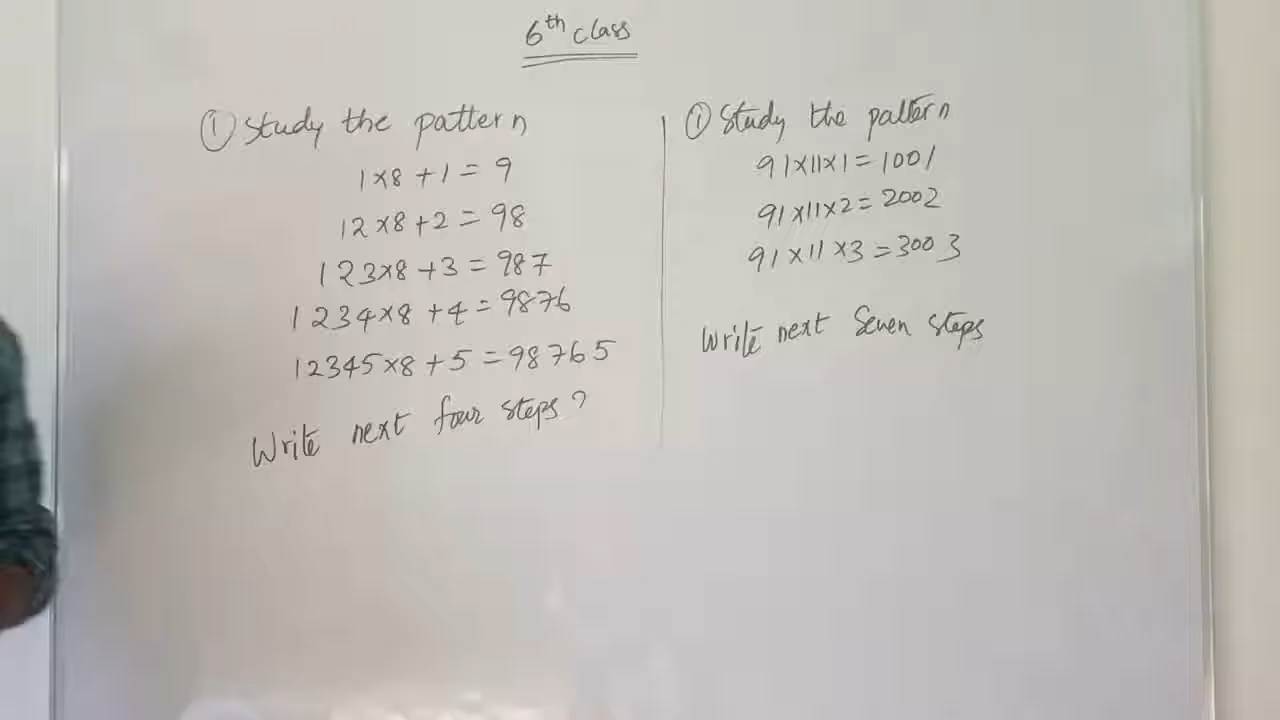 6th class
① Study the pattern
1×8+1=9
12×8+2=98
123×8+3=987
1234×8+4=9876
12345×8+5=98765
Write next four steps?
① Study the pattern
91×11×1=1001
91×11×2=2002
91×11×3=3003
Write next Seven steps